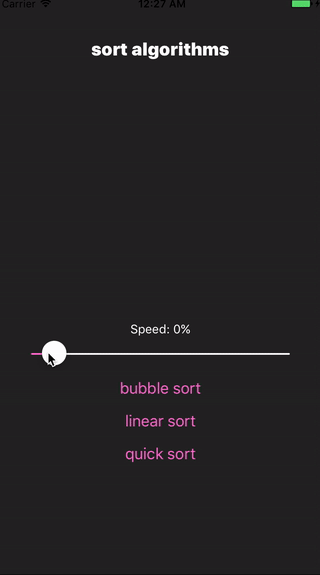 Carrier 12:27 AM
sort algorithms
Speed: 0%
bubble sort
linear sort
quick sort